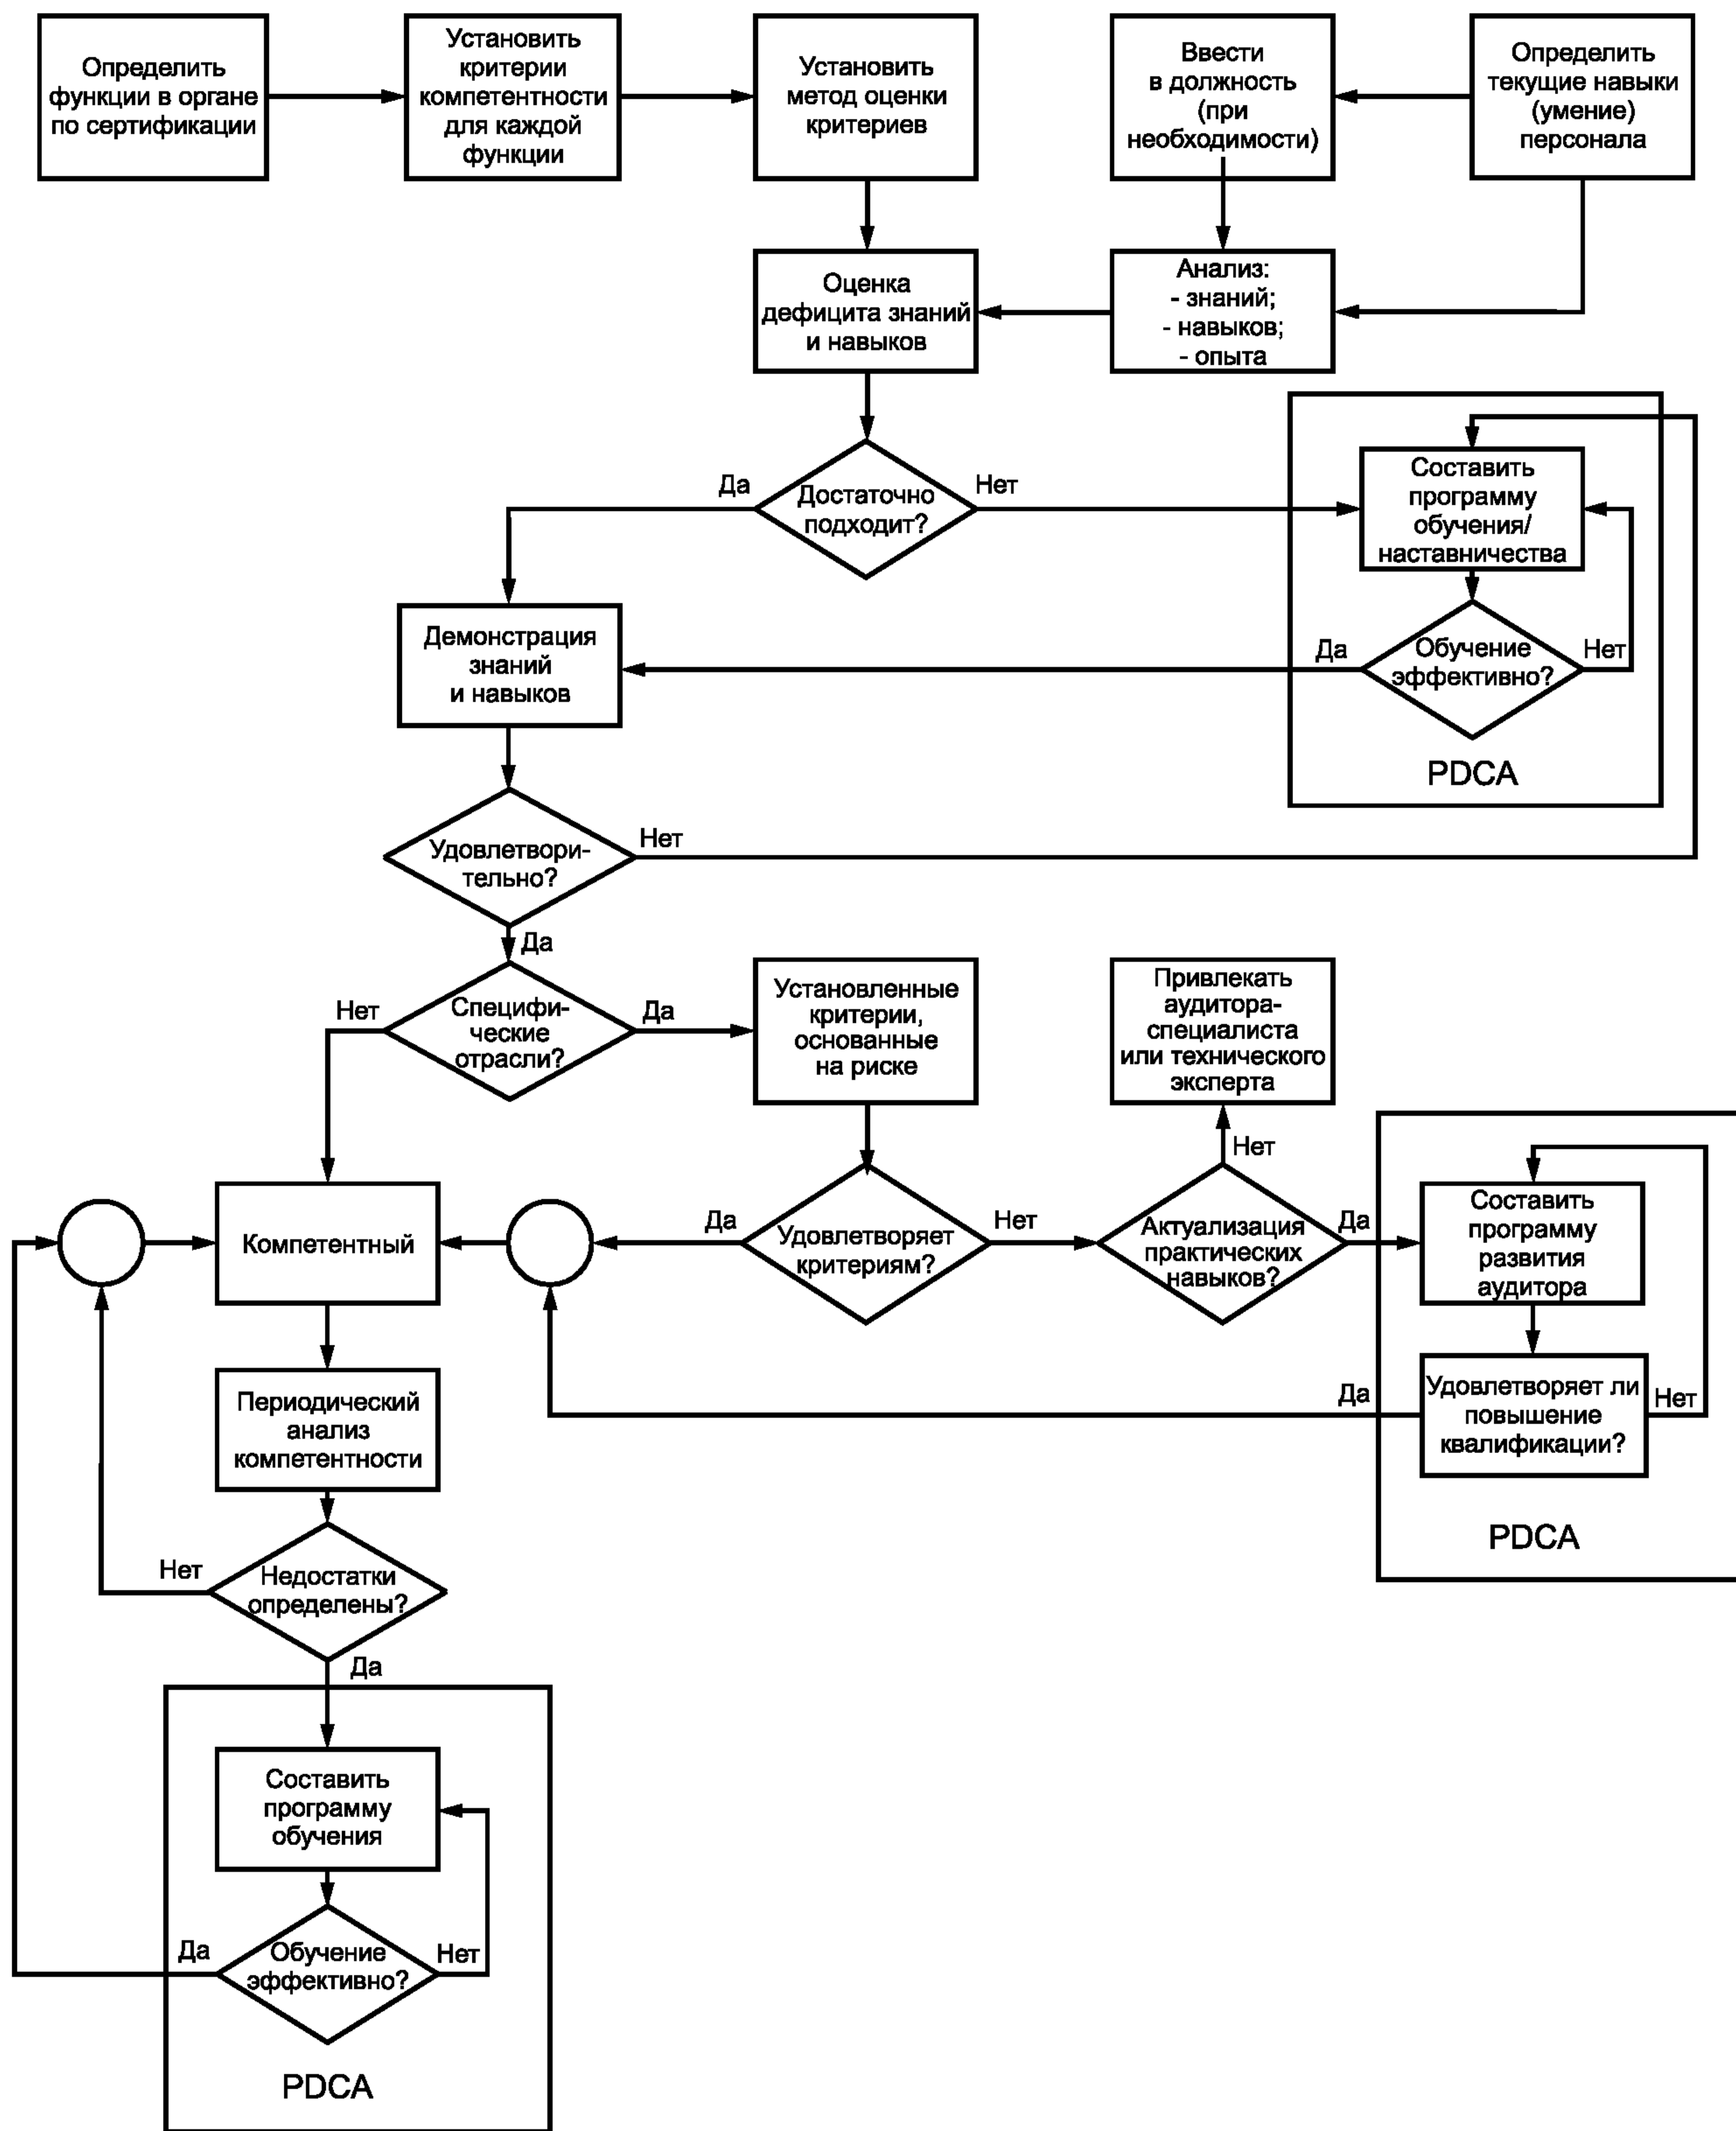 Определить
функции в органе
по сертификации
Установить
критерии
компетентности
для каждой
функции
Установить
метод оценки
критериев
Ввести
в должность
(при
необходимости)
Определить
текущие навыки
(умение)
персонала
Оценка
дефицита знаний
и навыков
Анализ:
- знаний;
- навыков;
- опыта
Да
Достаточно
подходит?
Нет
Составить
программу
обучения/
наставничества
Демонстрация
знаний
и навыков
Да
Обучение
эффективно?
Нет
PDCA
Удовлетвори-
тельно?
Нет
Да
Нет
Специфи-
ческие
отрасли?
Да
Установленные
критерии,
основанные
на риске
Привлекать
аудитора-
специалиста
или технического
эксперта
Нет
Компетентный
Да
Удовлетворяет
критериям?
Нет
Актуализация
практических
навыков?
Да
Составить
программу
развития
аудитора
Периодический
анализ
компетентности
Да
Удовлетворяет ли
повышение
квалификации?
Нет
PDCA
Нет
Недостатки
определены?
Да
Составить
программу
обучения
Да
Обучение
эффективно?
Нет
PDCA